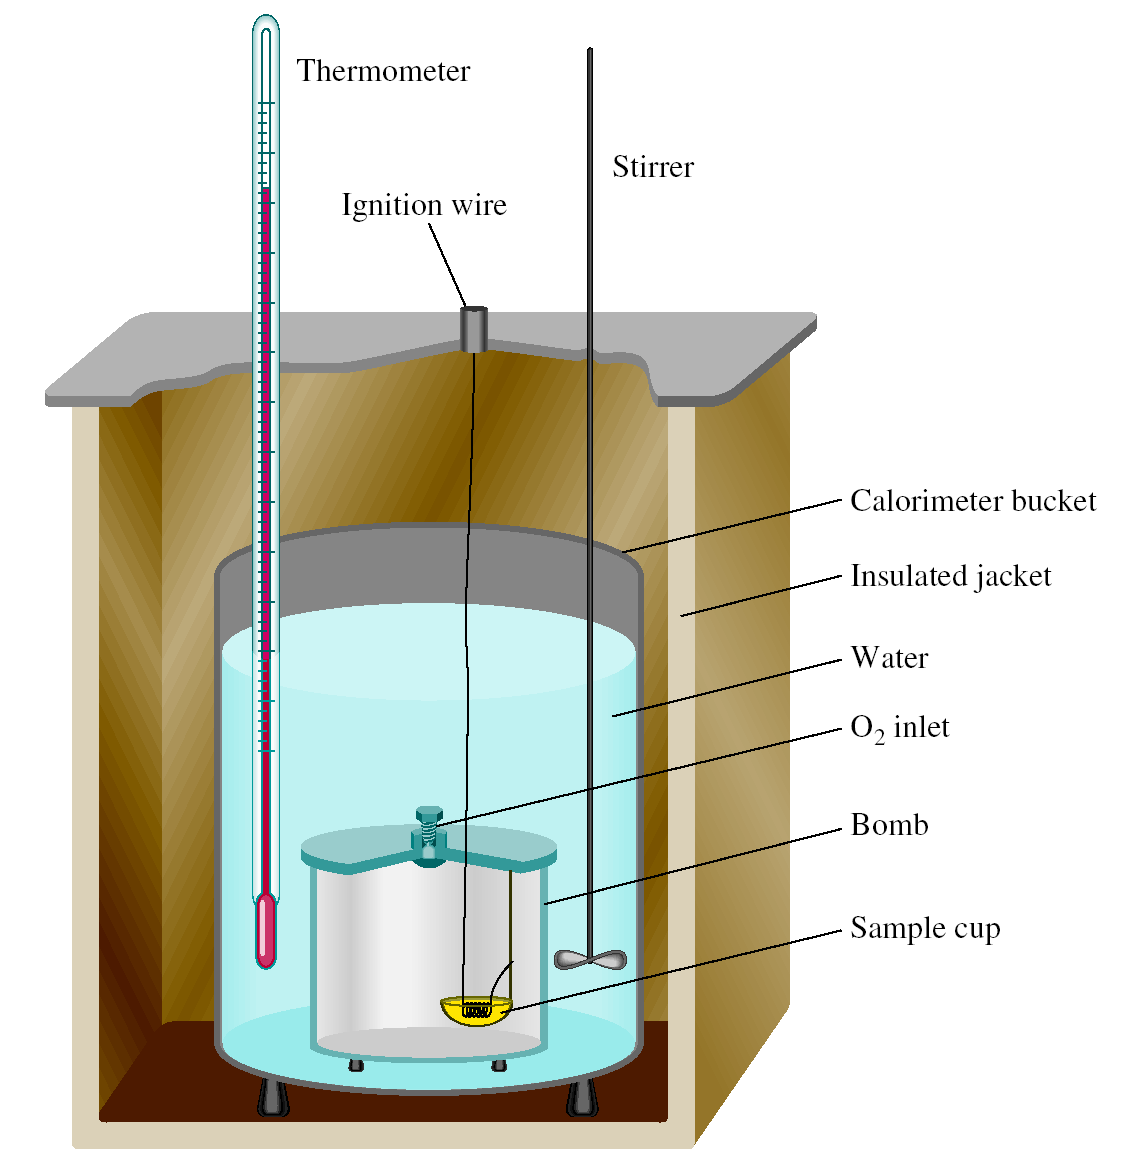 Thermometer
Stirrer
Ignition wire
Calorimeter bucket
Insulated jacket
Water
O₂ inlet
Bomb
Sample cup